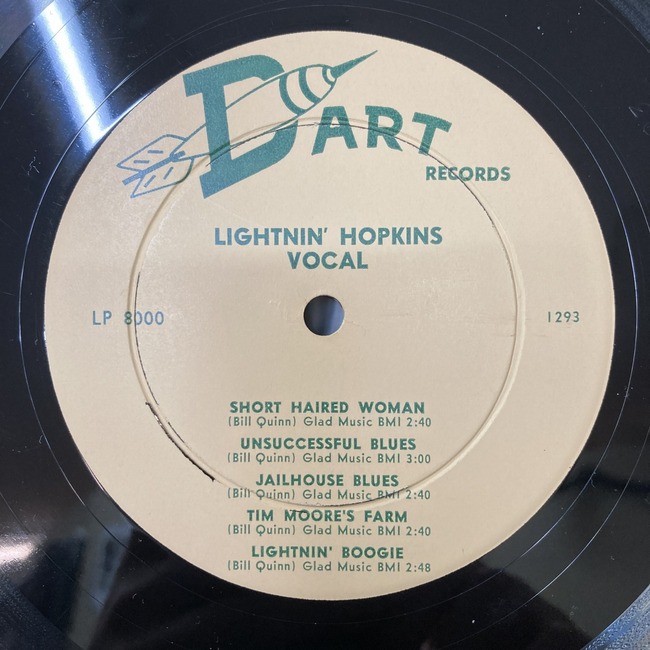 DART
RECORDS
LIGHTNIN' HOPKINS
VOCAL
LP 8000
1293
SHORT HAIRED WOMAN
(Bill Quinn) Glad Music BMI 2:40
UNSUCCESSFUL BLUES
(Bill Quinn) Glad Music BMI 3:00
JAILHOUSE BLUES
(Bill Quinn) Glad Music BMI 2:40
TIM MOORE'S FARM
(Bill Quinn) Glad Music BMI 2:40
LIGHTNIN' BOOGIE
(Bill Quinn) Glad Music BMI 2:48